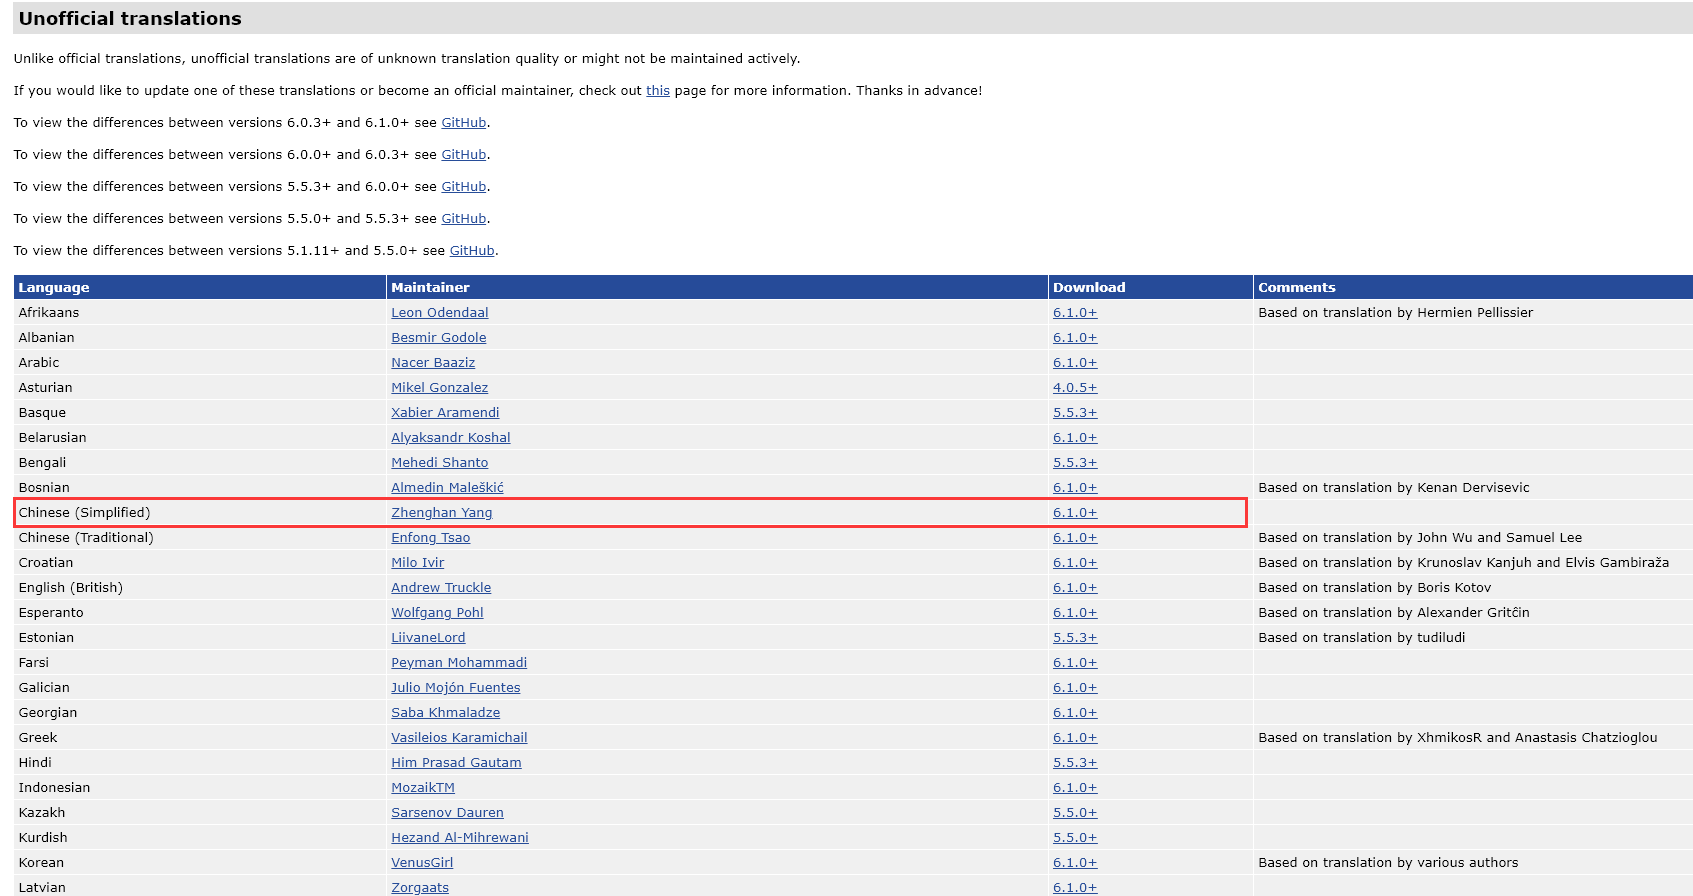 Unofficial translations
Unlike official translations, unofficial translations are of unknown translation quality or might not be maintained actively.
If you would like to update one of these translations or become an official maintainer, check out this page for more information. Thanks in advance!
To view the differences between versions 6.0.3+ and 6.1.0+ see GitHub.
To view the differences between versions 6.0.0+ and 6.0.3+ see GitHub.
To view the differences between versions 5.5.3+ and 6.0.0+ see GitHub.
To view the differences between versions 5.5.0+ and 5.5.3+ see GitHub.
To view the differences between versions 5.1.11+ and 5.5.0+ see GitHub.
Language Maintainer Download Comments
Afrikaans Leon Odendaal 6.1.0+ Based on translation by Hermien Pellissier
Albanian Besmir Godole 6.1.0+
Arabic Nacer Baaziz 6.1.0+
Asturian Mikel Gonzalez 4.0.5+
Basque Xabier Aramendi 5.5.3+
Belarusian Alyaksandr Koshal 6.1.0+
Bengali Mehedi Shanto 5.5.3+
Bosnian Almedin Maleškić 6.1.0+ Based on translation by Kenan Dervisevic
Chinese (Simplified) Zhenghan Yang 6.1.0+
Chinese (Traditional) Enfong Tsao 6.1.0+ Based on translation by John Wu and Samuel Lee
Croatian Milo Ivir 6.1.0+ Based on translation by Krunoslav Kanjuh and Elvis Gambiraža
English (British) Andrew Truckle 6.1.0+ Based on translation by Boris Kotov
Esperanto Wolfgang Pohl 6.1.0+ Based on translation by Alexander Gritĉin
Estonian LiivaneLord 5.5.3+ Based on translation by tudiludi
Farsi Peyman Mohammadi 6.1.0+
Galician Julio Mojón Fuentes 6.1.0+
Georgian Saba Khmaladze 6.1.0+
Greek Vasileios Karamichail 6.1.0+ Based on translation by XhmikosR and Anastasis Chatzioglou
Hindi Him Prasad Gautam 5.5.3+
Indonesian MozaikTM 6.1.0+
Kazakh Sarsenov Dauren 5.5.0+
Kurdish Hezand Al-Mihrewani 5.5.0+
Korean VenusGirl 6.1.0+ Based on translation by various authors
Latvian Zorgaats 6.1.0+